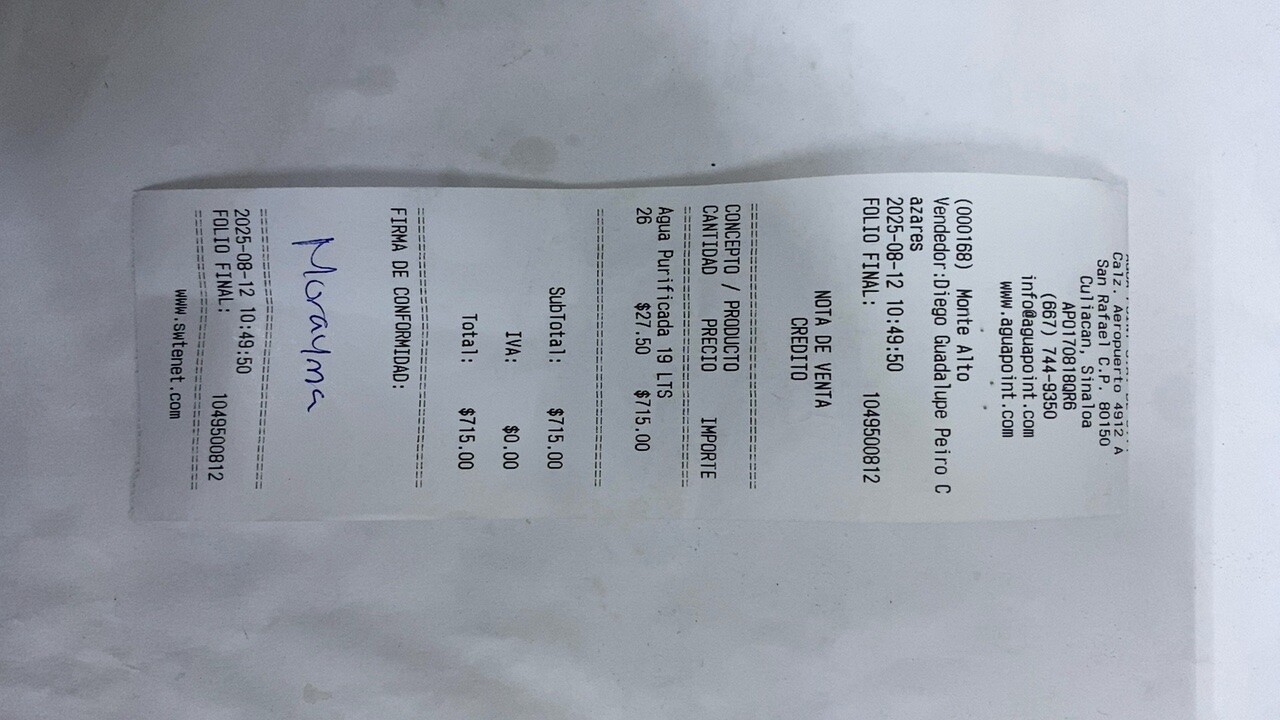 Calz. Aeropuerto 4912 A
San Rafael C.P. 80150
Culiacan, Sinaloa
APO170818QR6
(667) 744-9350
info@aguapoint.com
www.aguapoint.com
(000168) Monte Alto
Vendedor:Diego Guadalupe Peiro C
azares
2025-08-12 10:49:50
FOLIO FINAL: 1049500812
NOTA DE VENTA
CREDITO
CONCEPTO / PRODUCTO
CANTIDAD PRECIO IMPORTE
Agua Purificada 19 LTS
26 $27.50 $715.00
SubTotal: $715.00
IVA: $0.00
Total: $715.00
FIRMA DE CONFORMIDAD:
Morayma
2025-08-12 10:49:50
FOLIO FINAL: 1049500812
www.swtenet.com